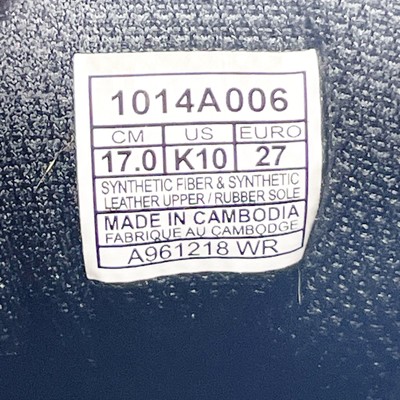 1014A006
CM US EURO
17.0 K10 27
SYNTHETIC FIBER & SYNTHETIC
LEATHER UPPER / RUBBER SOLE
MADE IN CAMBODIA
FABRIQUE AU CAMBODGE
A961218 WR